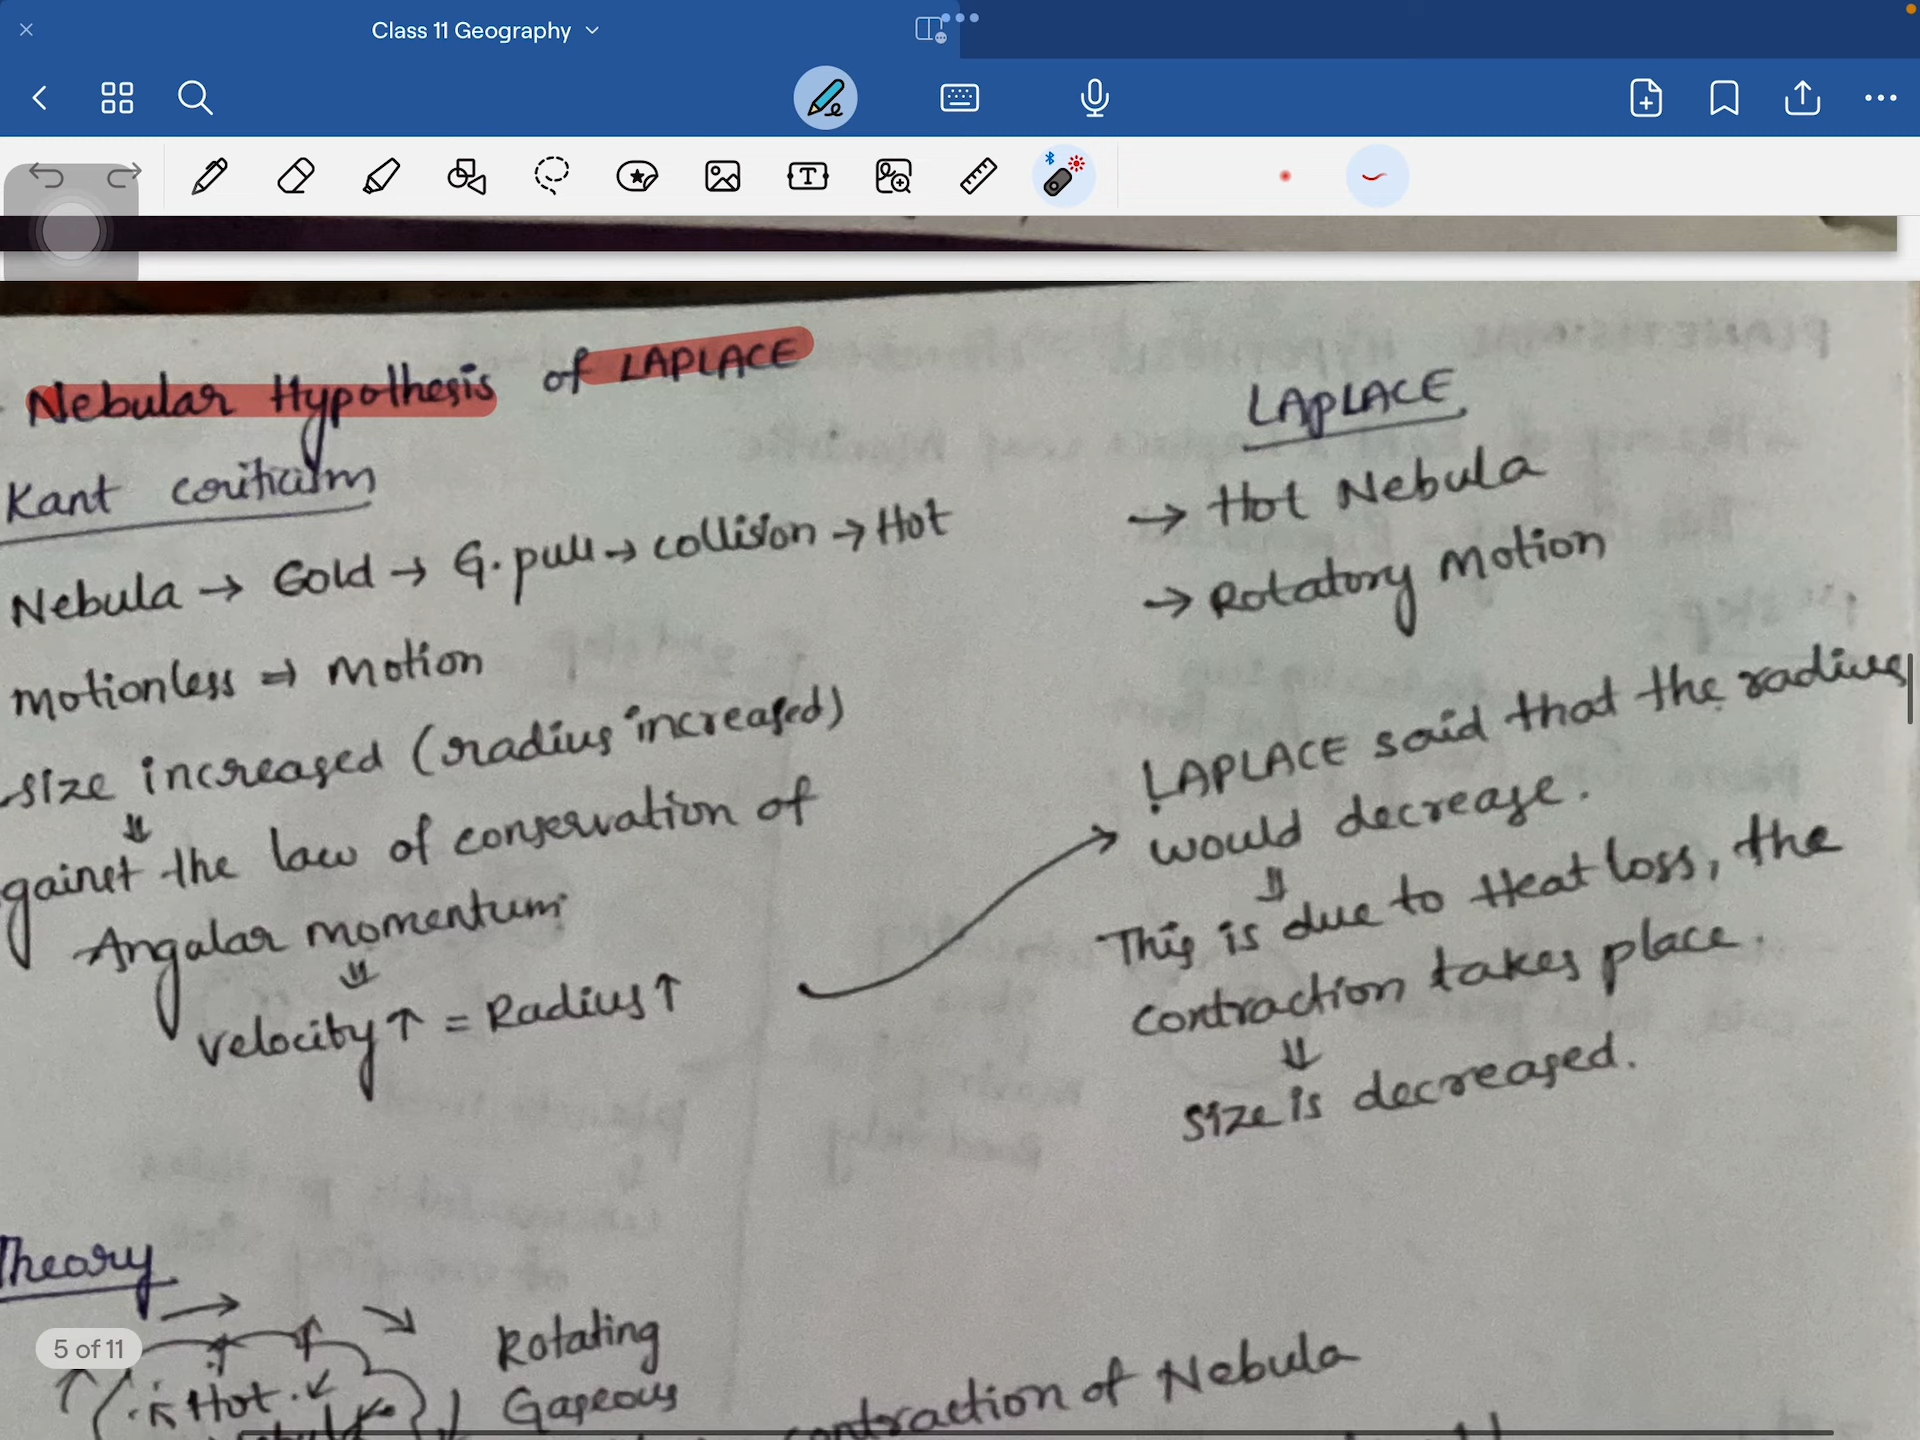 Class 11 Geography
Nebular Hypothesis of LAPLACE
Kant coriticism
Nebula → Cold → G. pull → collision → Hot
motionless ⇒ Motion
size increased (radius increased)
⇓
against the law of conservation of
Angular momentum
⇓
velocity ↑ = Radius ↑
LAPLACE
→ Hot Nebula
→ Rotatory Motion
LAPLACE said that the radius
would decrease.
⇓
This is due to Heat loss, the
contraction takes place.
⇓
size is decreased.
Theory
Rotating
Gaseous
Hot
contraction of Nebula
5 of 11